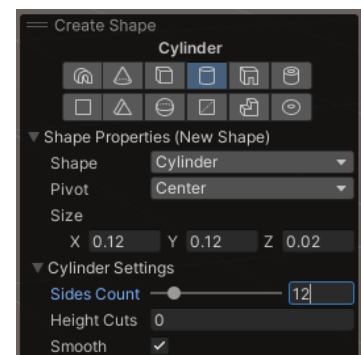 Create Shape
Cylinder
Shape Properties (New Shape)
Shape Cylinder
Pivot Center
Size
X 0.12 Y 0.12 Z 0.02
Cylinder Settings
Sides Count 12
Height Cuts 0
Smooth